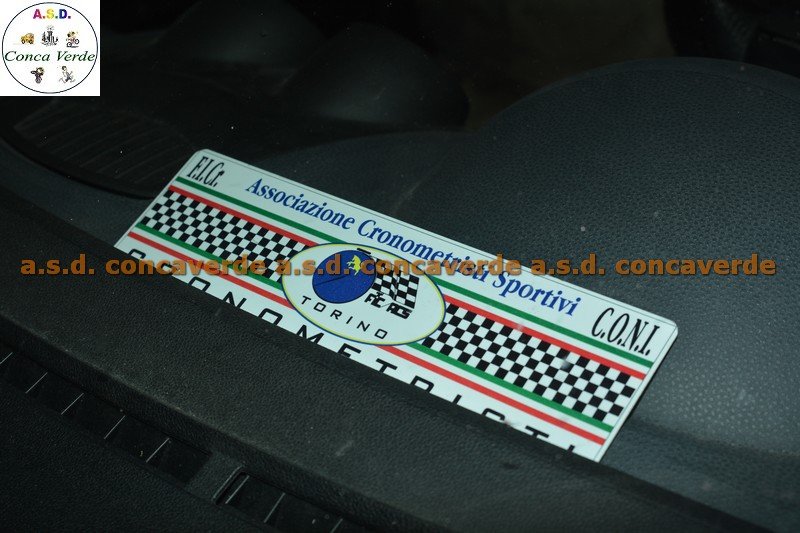 A.S.D.
Conca Verde
F.I.Cr.
Associazione Cronometristi Sportivi
C.O.N.I.
a.s.d. concaverde a.s.d. concaverde a.s.d. concaverde
TORINO
CRONOMETRISTI